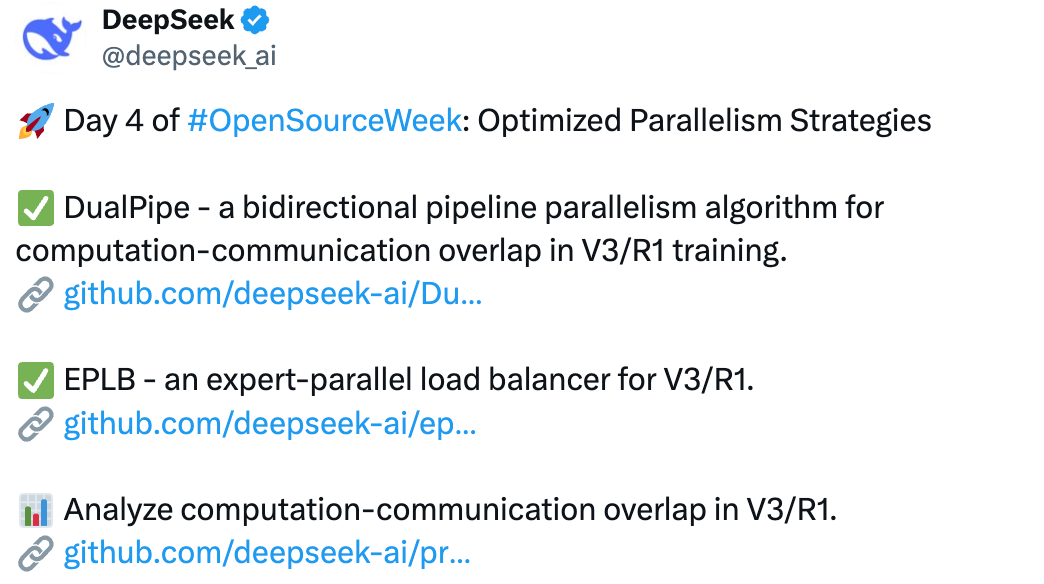 DeepSeek
@deepseek_ai
🚀 Day 4 of #OpenSourceWeek: Optimized Parallelism Strategies
✅ DualPipe - a bidirectional pipeline parallelism algorithm for
computation-communication overlap in V3/R1 training.
🔗 github.com/deepseek-ai/Du…
✅ EPLB - an expert-parallel load balancer for V3/R1.
🔗 github.com/deepseek-ai/ep…
📊 Analyze computation-communication overlap in V3/R1.
🔗 github.com/deepseek-ai/pr…